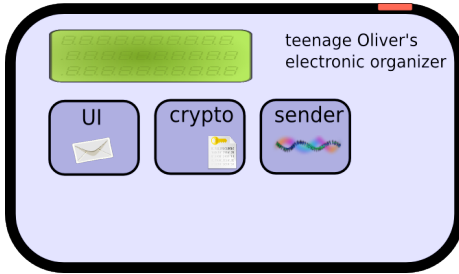 teenage Oliver's
electronic organizer
UI
crypto
sender